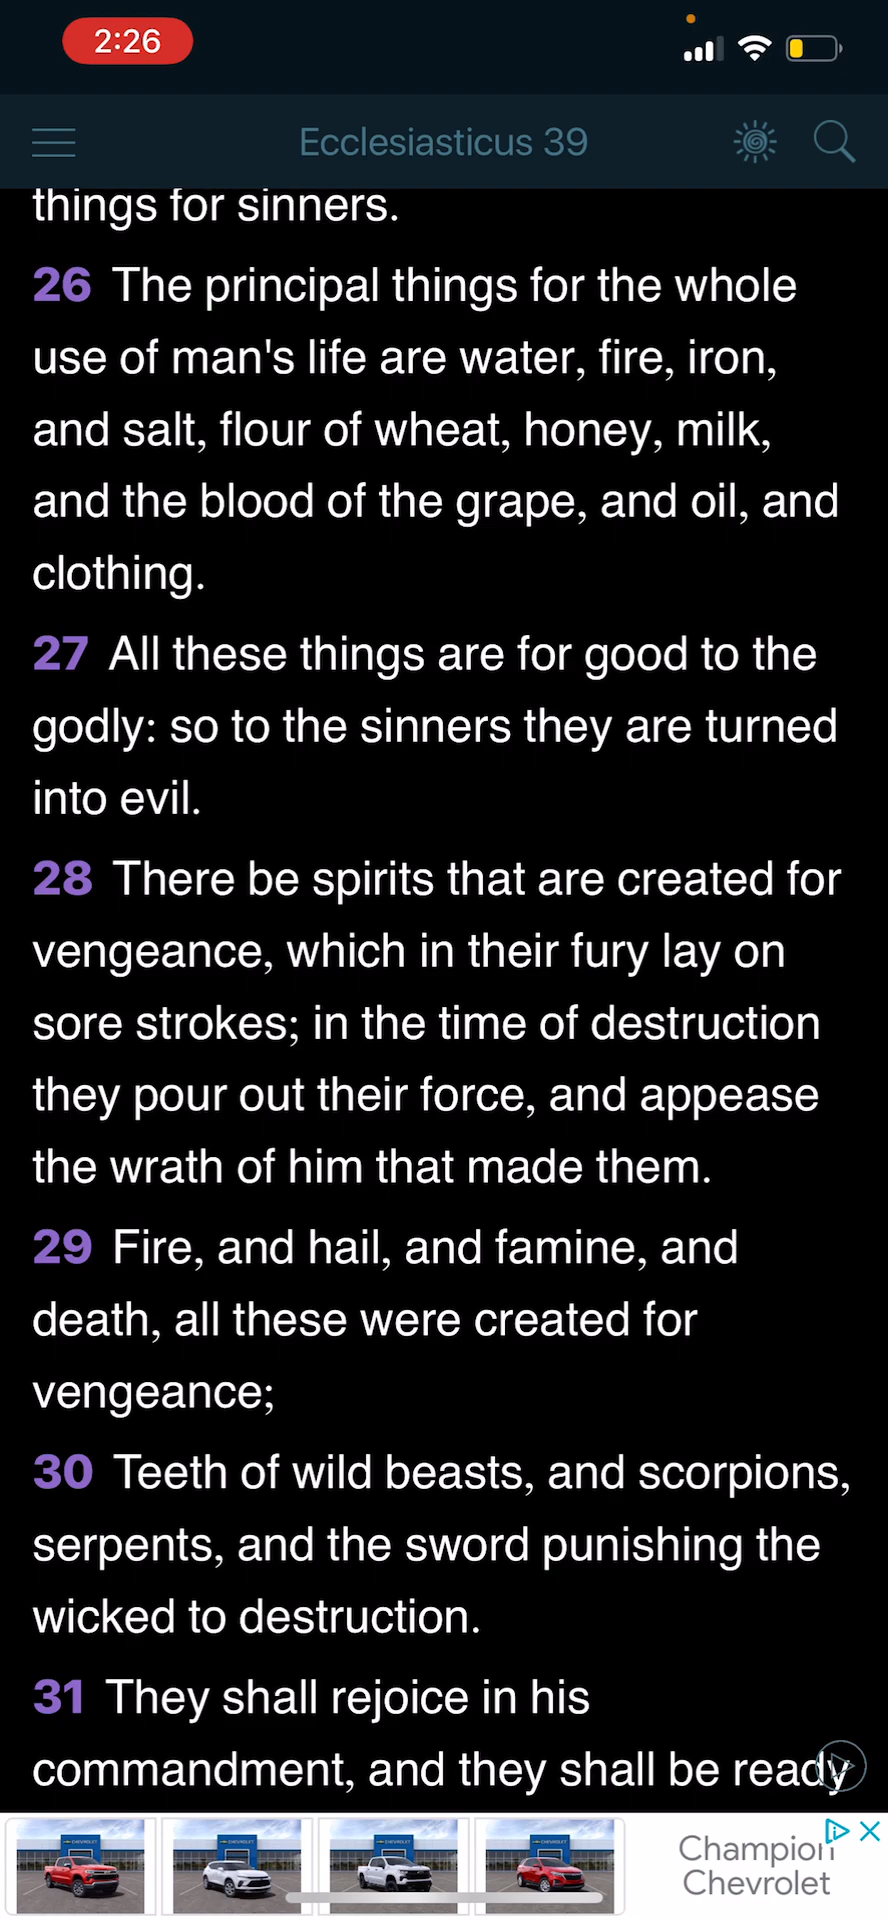 2:26
Ecclesiasticus 39
things for sinners.
26 The principal things for the whole
use of man's life are water, fire, iron,
and salt, flour of wheat, honey, milk,
and the blood of the grape, and oil, and
clothing.
27 All these things are for good to the
godly: so to the sinners they are turned
into evil.
28 There be spirits that are created for
vengeance, which in their fury lay on
sore strokes; in the time of destruction
they pour out their force, and appease
the wrath of him that made them.
29 Fire, and hail, and famine, and
death, all these were created for
vengeance;
30 Teeth of wild beasts, and scorpions,
serpents, and the sword punishing the
wicked to destruction.
31 They shall rejoice in his
commandment, and they shall be ready
Champion
Chevrolet